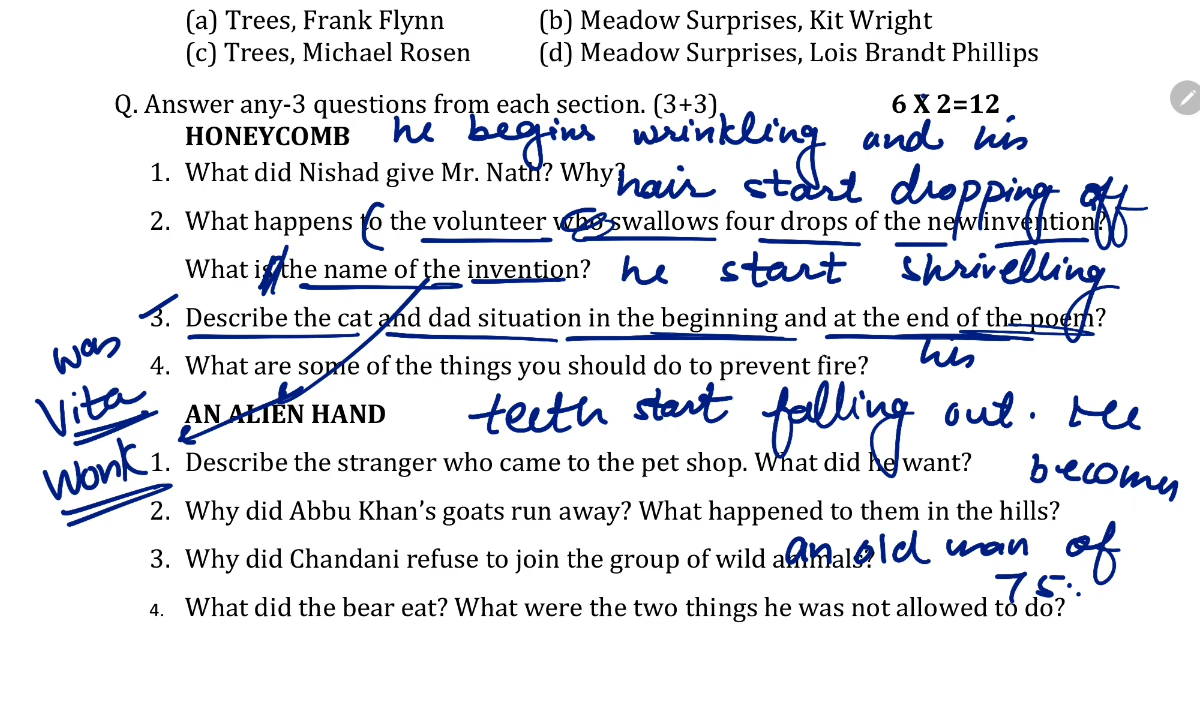 (a) Trees, Frank Flynn (b) Meadow Surprises, Kit Wright
(c) Trees, Michael Rosen (d) Meadow Surprises, Lois Brandt Phillips
Q. Answer any-3 questions from each section. (3+3) 6 X 2=12
HONEYCOMB he begins wrinkling and his
1. What did Nishad give Mr. Nath? Why?
hair start dropping off
2. What happens to the volunteer who swallows four drops of the new invention?
What is the name of the invention? he start shrivelling
3. Describe the cat and dad situation in the beginning and at the end of the poem?
was
his
4. What are some of the things you should do to prevent fire?
Vita
AN ALIEN HAND teeth start falling out. He
Wonk
1. Describe the stranger who came to the pet shop. What did he want?
becomes
2. Why did Abbu Khan's goats run away? What happened to them in the hills?
an old man of
3. Why did Chandani refuse to join the group of wild animals?
75.
4. What did the bear eat? What were the two things he was not allowed to do?